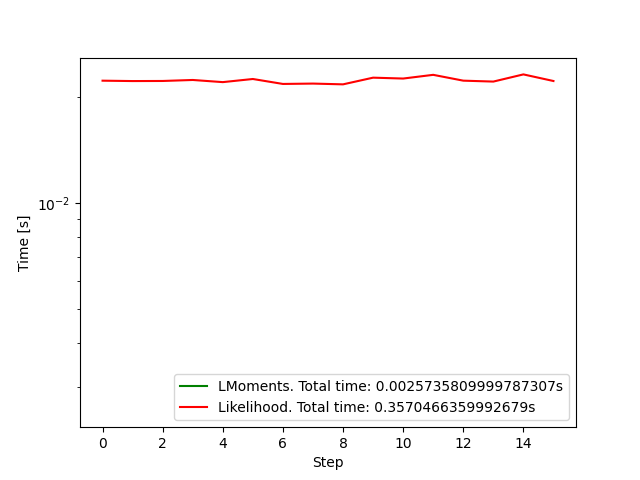 10⁻²
Time [s]
LMoments. Total time: 0.0025735809999787307s
Likelihood. Total time: 0.3570466359992679s
0 2 4 6 8 10 12 14
Step